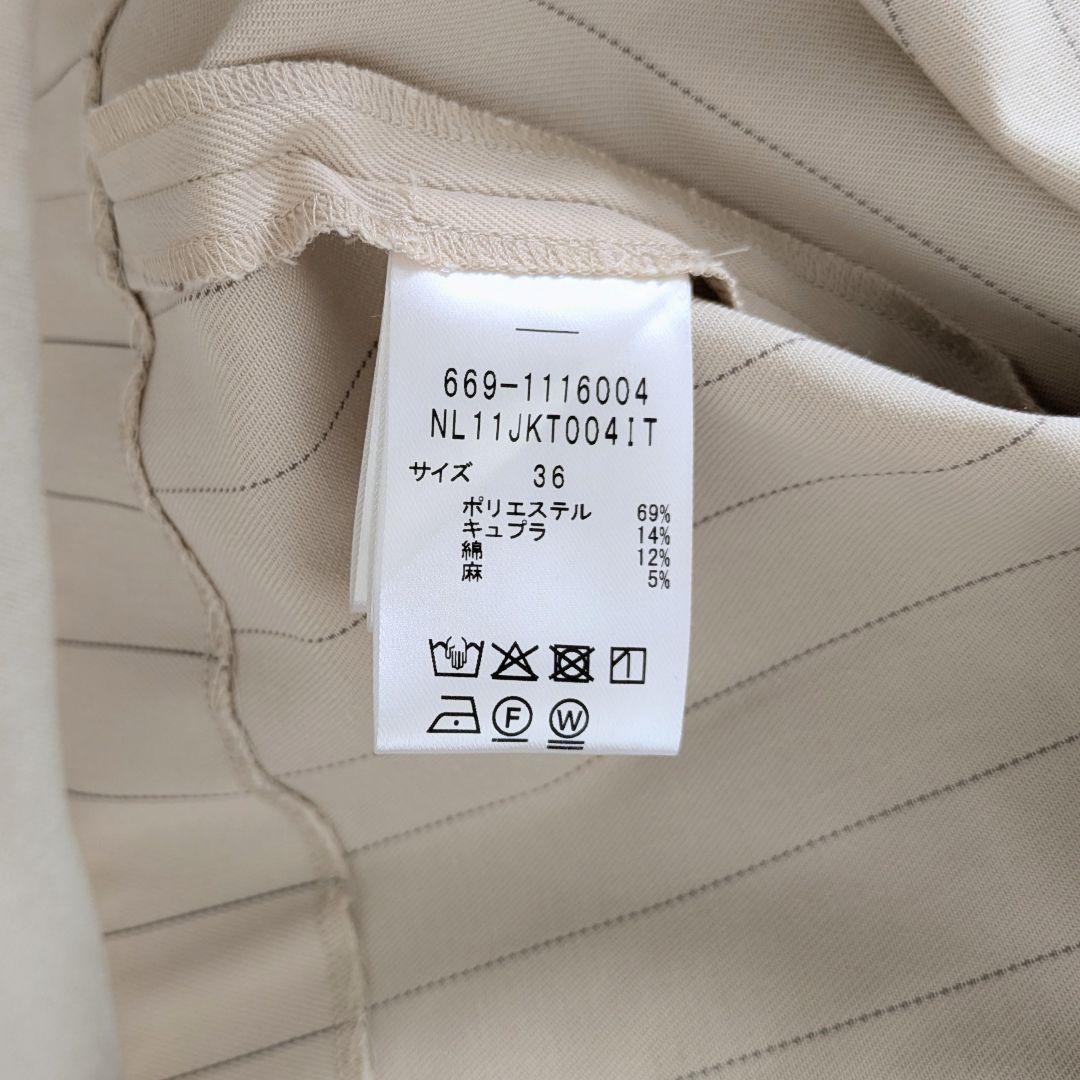 669-1116004
NL11JKT004IT
サイズ 36
ポリエステル 69%
キュプラ 14%
綿 12%
麻 5%
F W